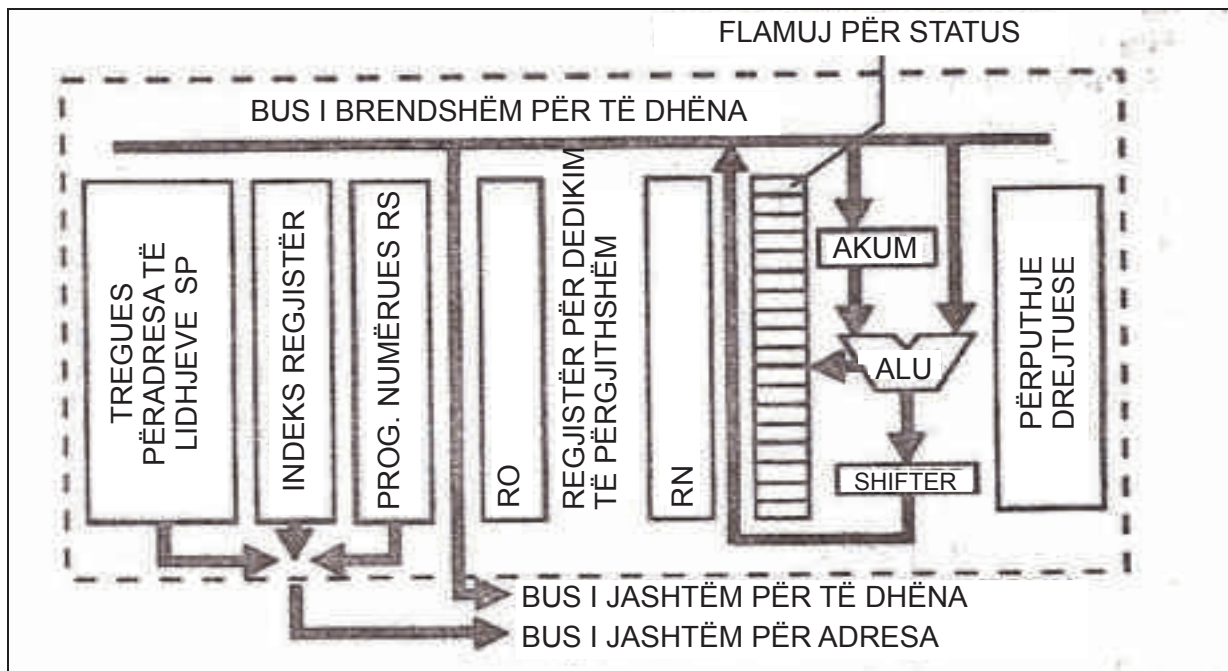 FLAMUJ PËR STATUS
BUS I BRENDSHËM PËR TË DHËNA
TREGUES
PËRADRESA TË
LIDHJEVE SP
INDEKS REGJISTËR
PROG. NUMËRUES RS
RO
REGJISTËR PËR DEDIKIM
TË PËRGJITHSHËM
RN
AKUM
ALU
SHIFTER
PËRPUTHJE
DREJTUESE
BUS I JASHTËM PËR TË DHËNA
BUS I JASHTËM PËR ADRESA